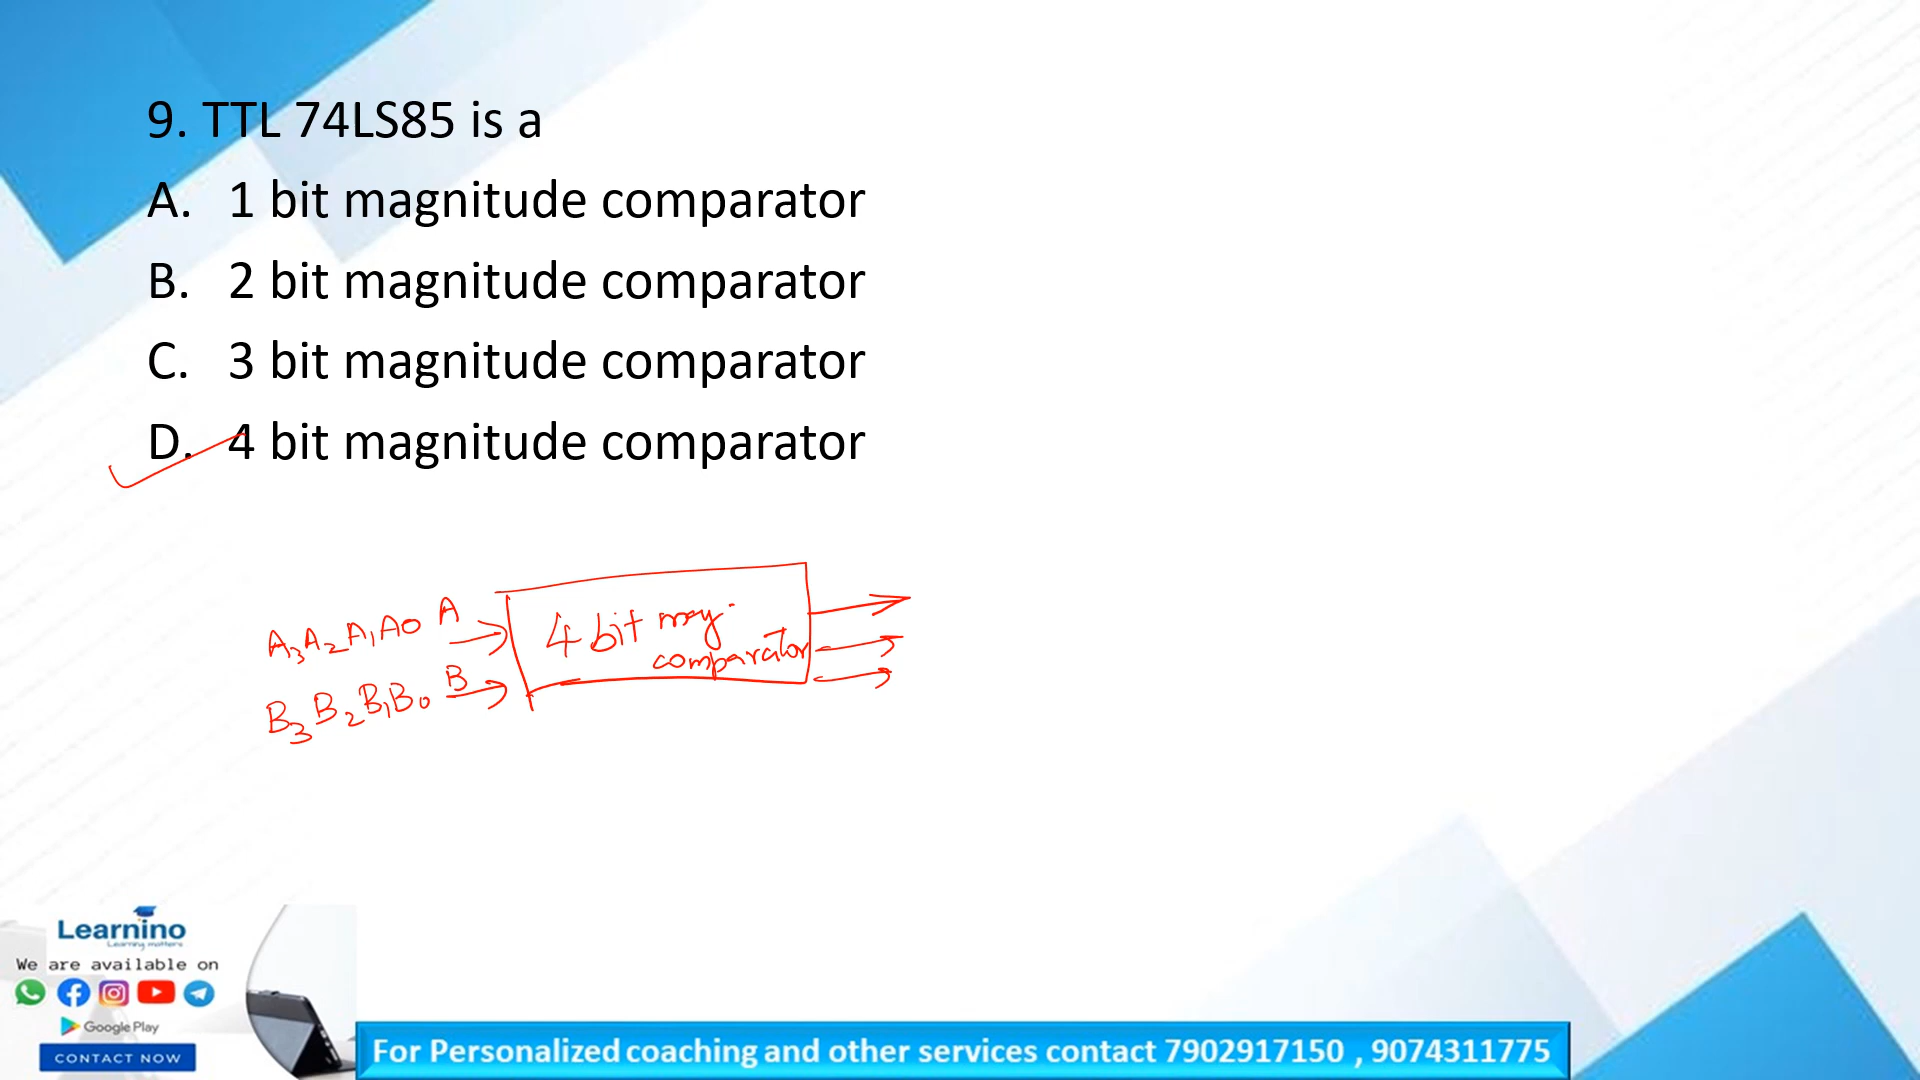 9. TTL 74LS85 is a
A. 1 bit magnitude comparator
B. 2 bit magnitude comparator
C. 3 bit magnitude comparator
D. 4 bit magnitude comparator
A₃A₂A₁A0 A
4 bit mag.
comparator
B₃B₂B₁B₀ B
Learnino
Learning matters
We are available on
Google Play
CONTACT NOW
For Personalized coaching and other services contact 7902917150 , 9074311775